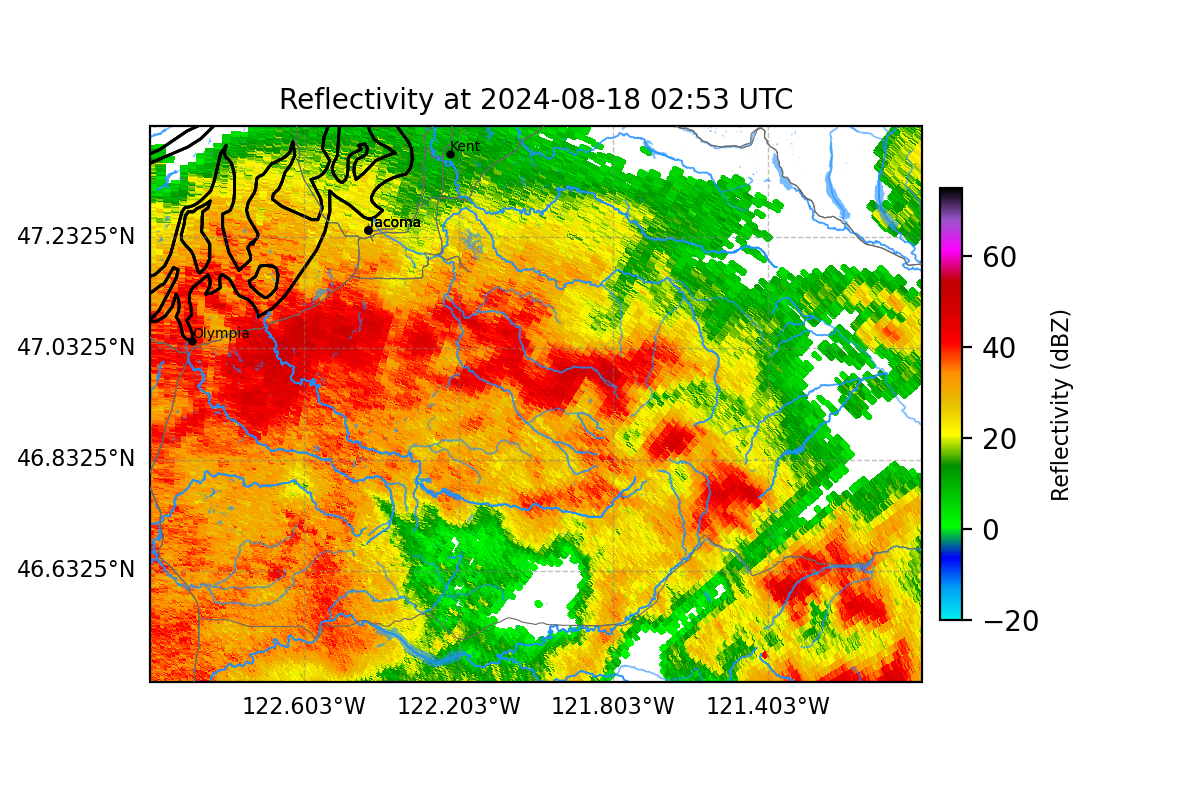 Reflectivity at 2024-08-18 02:53 UTC
Kent
Tacoma
Olympia
47.2325°N
47.0325°N
46.8325°N
46.6325°N
122.603°W
122.203°W
121.803°W
121.403°W
60
40
20
0
−20
Reflectivity (dBZ)